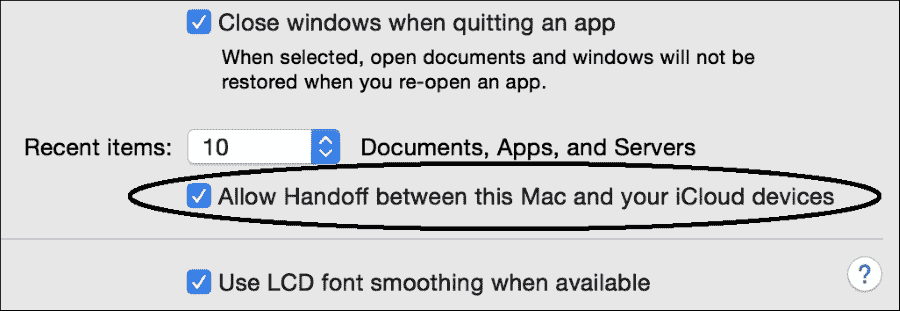 Close windows when quitting an app
When selected, open documents and windows will not be
restored when you re-open an app.
Recent items: 10 Documents, Apps, and Servers
Allow Handoff between this Mac and your iCloud devices
Use LCD font smoothing when available
?